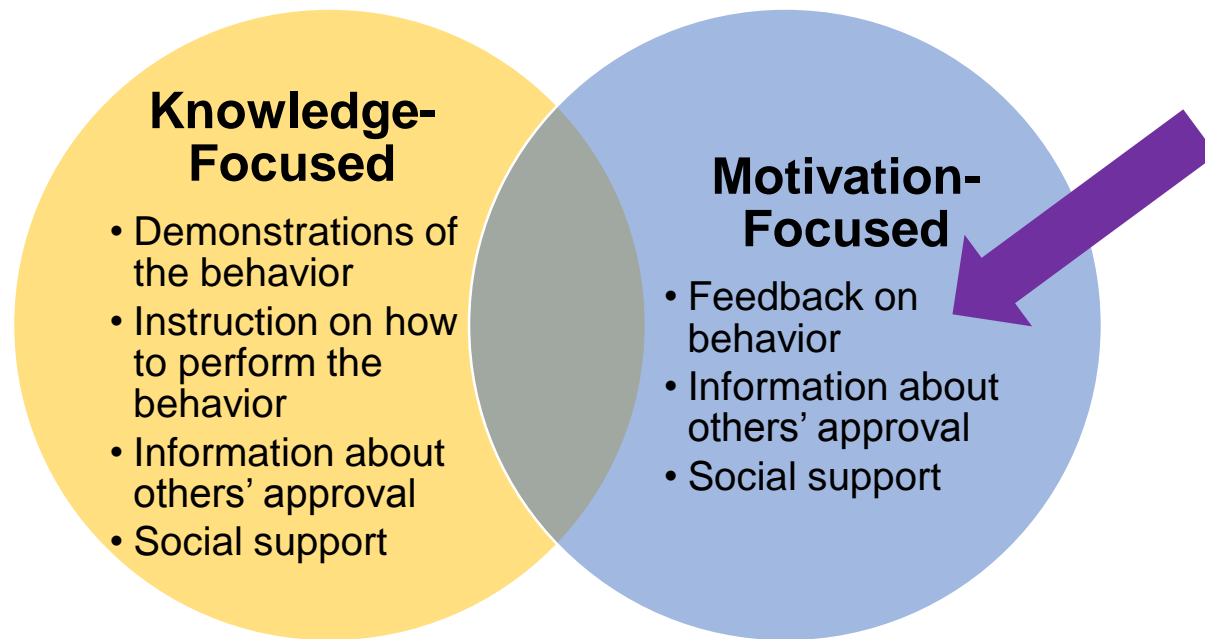 Knowledge-
Focused
• Demonstrations of
the behavior
• Instruction on how
to perform the
behavior
• Information about
others’ approval
• Social support
Motivation-
Focused
• Feedback on
behavior
• Information about
others’ approval
• Social support